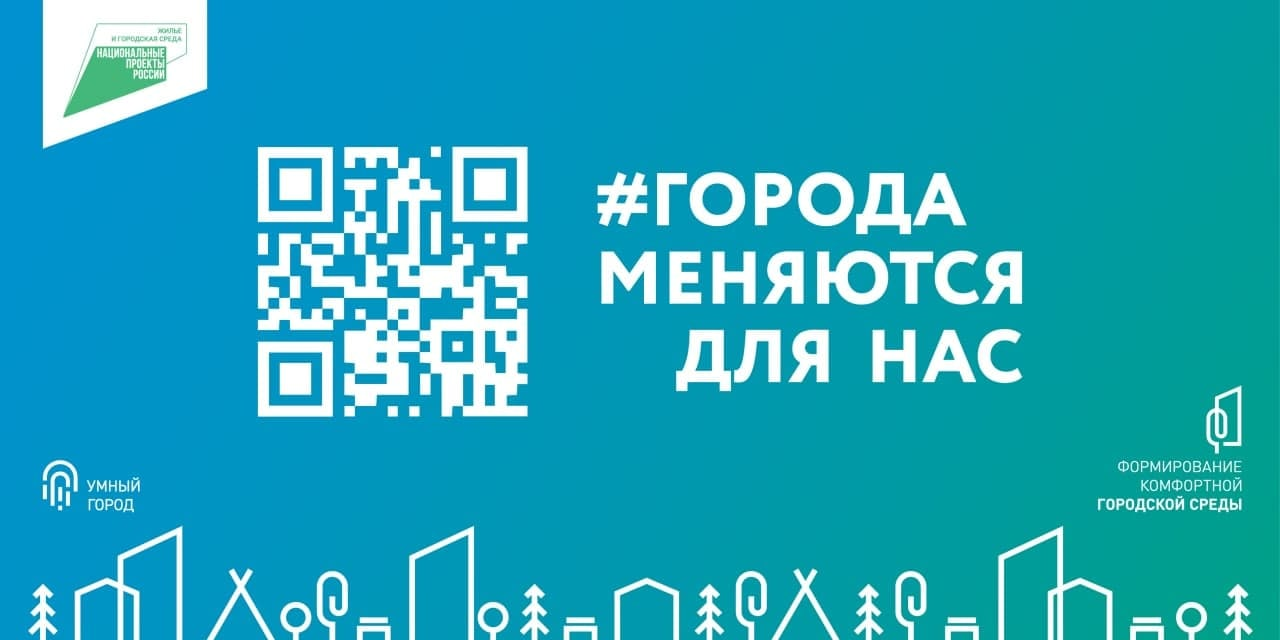 ЖИЛЬЕ
И ГОРОДСКАЯ СРЕДА
НАЦИОНАЛЬНЫЕ
ПРОЕКТЫ
РОССИИ
#ГОРОДА
МЕНЯЮТСЯ
ДЛЯ НАС
УМНЫЙ
ГОРОД
ФОРМИРОВАНИЕ
КОМФОРТНОЙ
ГОРОДСКОЙ СРЕДЫ